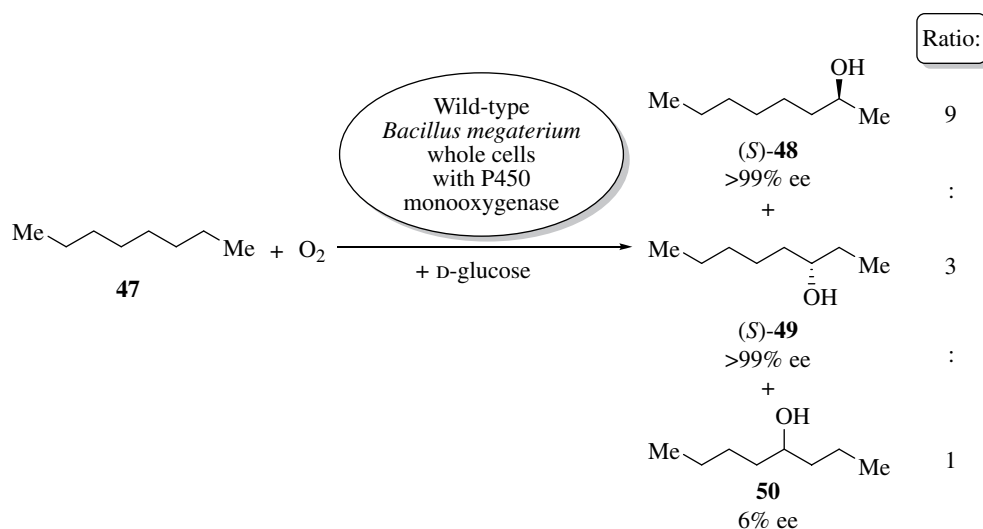 Ratio:
OH
Me
Me
9
(S)-48
>99% ee
+
:
Wild-type
Bacillus megaterium
whole cells
with P450
monooxygenase
Me
Me
47
+ O₂
+ D-glucose
Me
Me
OH
3
(S)-49
>99% ee
+
:
OH
Me
Me
1
50
6% ee